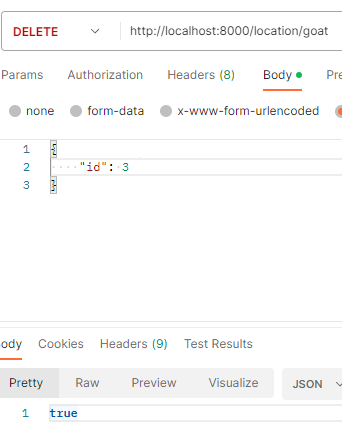 DELETE http://localhost:8000/location/goat
Params Authorization Headers (8) Body Pre
none form-data x-www-form-urlencoded
1 {
2 "id": 3
3 }
ody Cookies Headers (9) Test Results
Pretty Raw Preview Visualize JSON
1 true